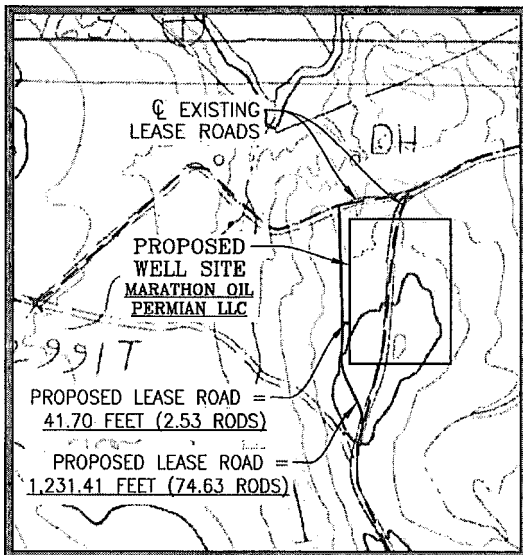 ℄ EXISTING
LEASE ROADS
DH
PROPOSED
WELL SITE
MARATHON OIL
PERMIAN LLC
PROPOSED LEASE ROAD =
41.70 FEET (2.53 RODS)
PROPOSED LEASE ROAD =
1,231.41 FEET (74.63 RODS)